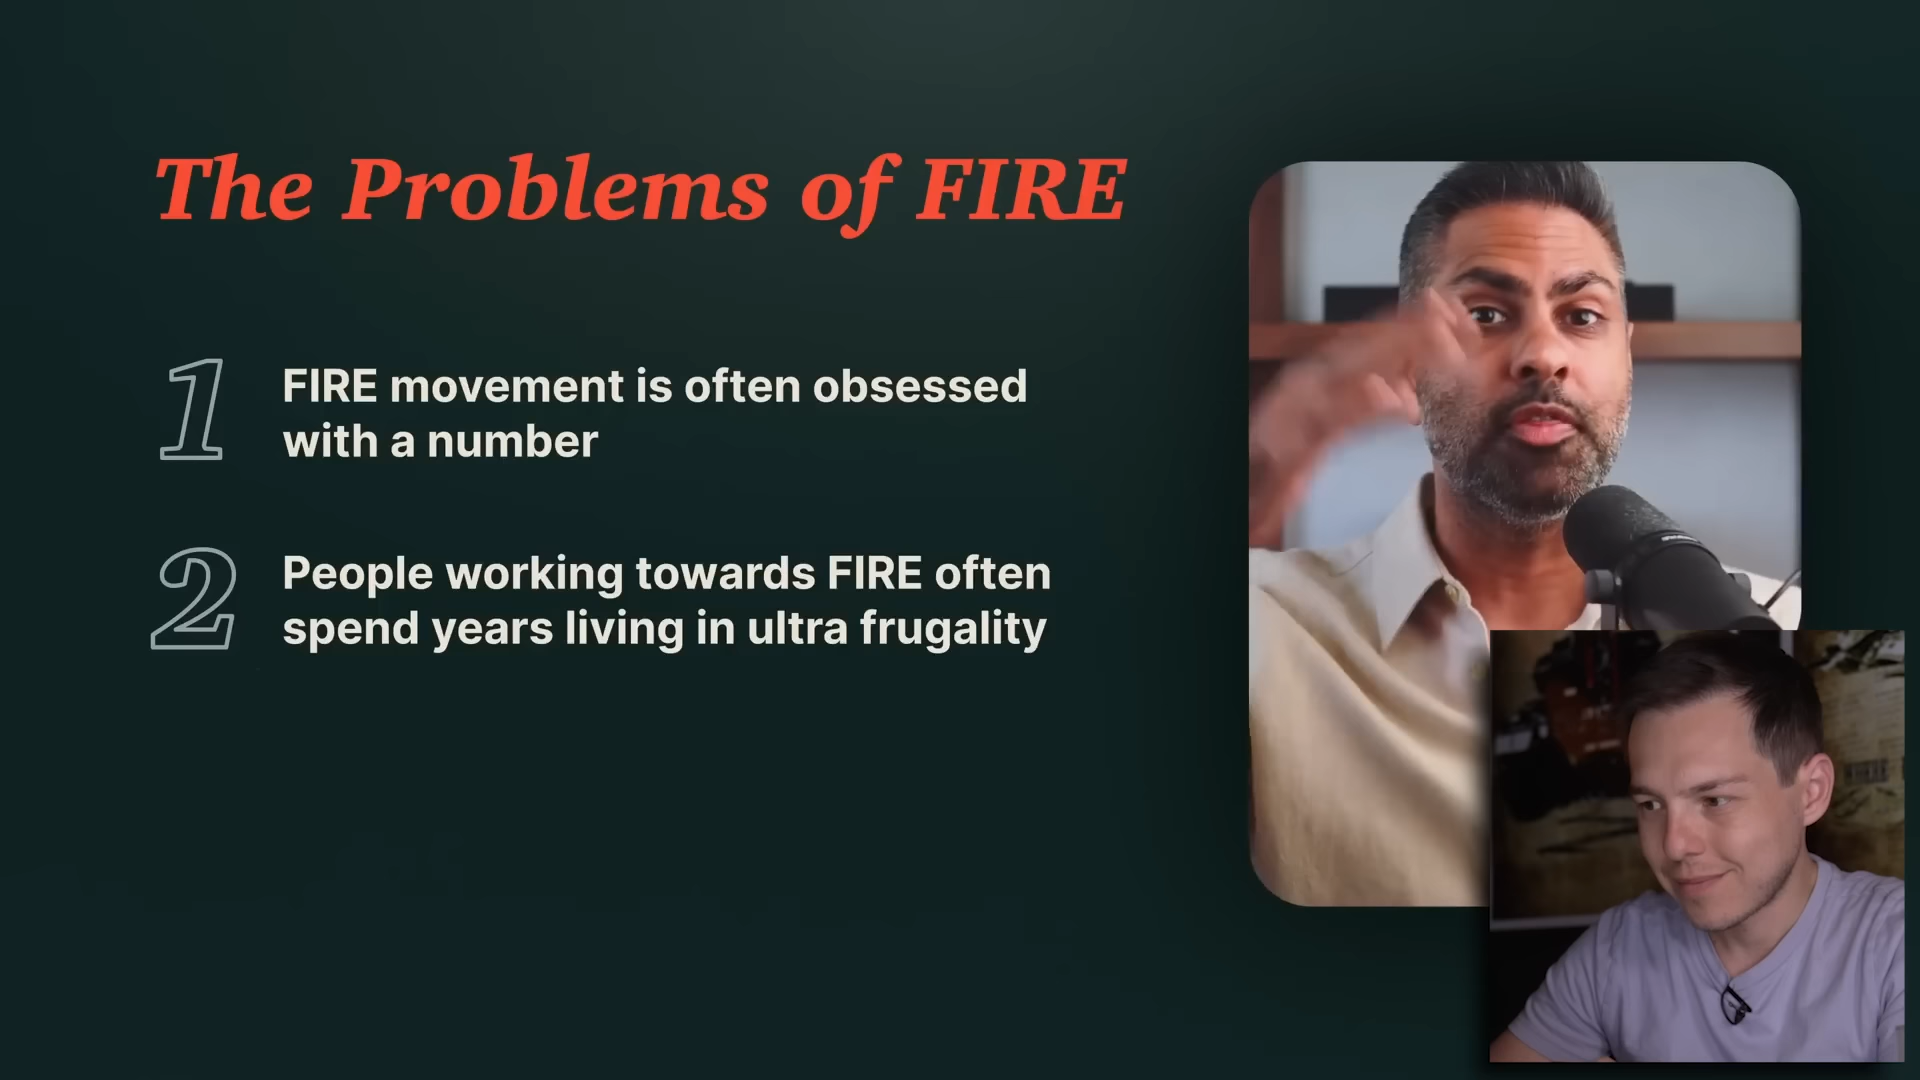 The Problems of FIRE
1
FIRE movement is often obsessed
with a number
2
People working towards FIRE often
spend years living in ultra frugality